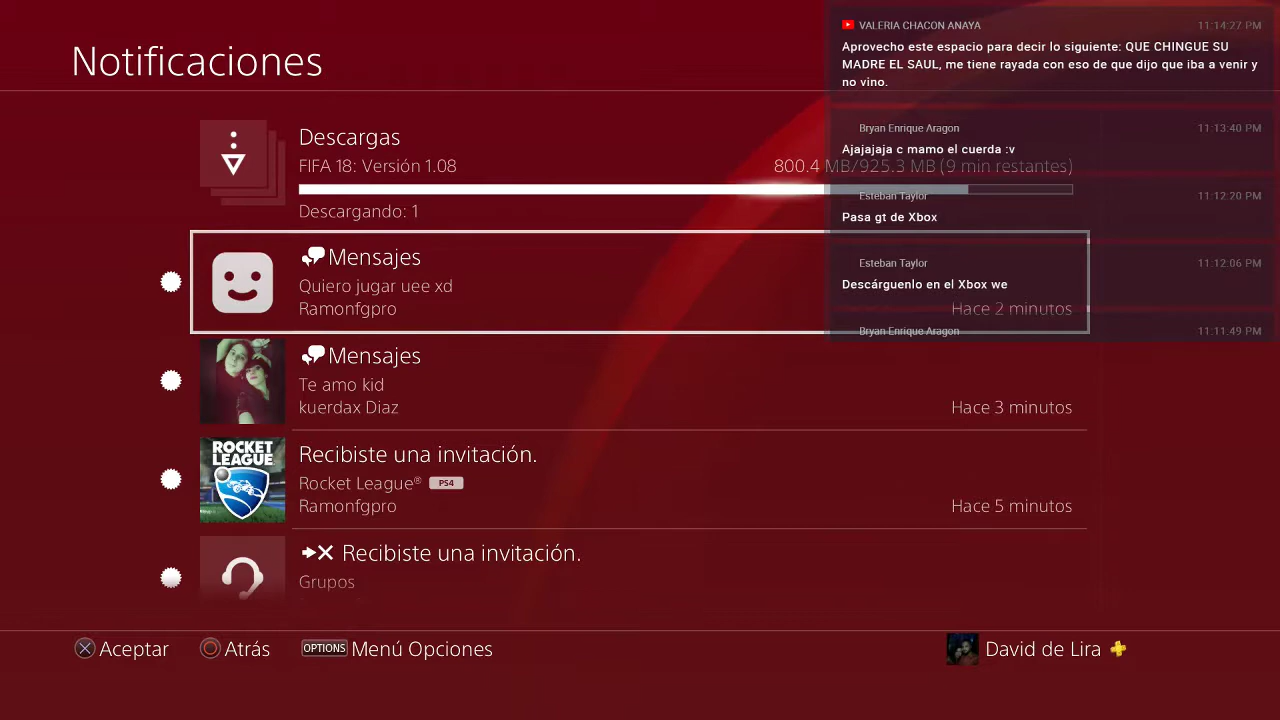 Notificaciones
Descargas
FIFA 18: Versión 1.08
800.4 MB/925.3 MB (9 min restantes)
Descargando: 1
Mensajes
Quiero jugar uee xd
Ramonfgpro
Hace 2 minutos
Mensajes
Te amo kid
kuerdax Diaz
Hace 3 minutos
ROCKET
LEAGUE
Recibiste una invitación.
Rocket League® PS4
Ramonfgpro
Hace 5 minutos
Recibiste una invitación.
Grupos
Aceptar
Atrás
OPTIONS Menú Opciones
David de Lira
VALERIA CHACON ANAYA 11:14:27 PM
Aprovecho este espacio para decir lo siguiente: QUE CHINGUE SU
MADRE EL SAUL, me tiene rayada con eso de que dijo que iba a venir y
no vino.
Bryan Enrique Aragon 11:13:40 PM
Ajajajaja c mamo el cuerda :v
Esteban Taylor 11:12:20 PM
Pasa gt de Xbox
Esteban Taylor 11:12:06 PM
Descárguenlo en el Xbox we
Bryan Enrique Aragon 11:11:49 PM